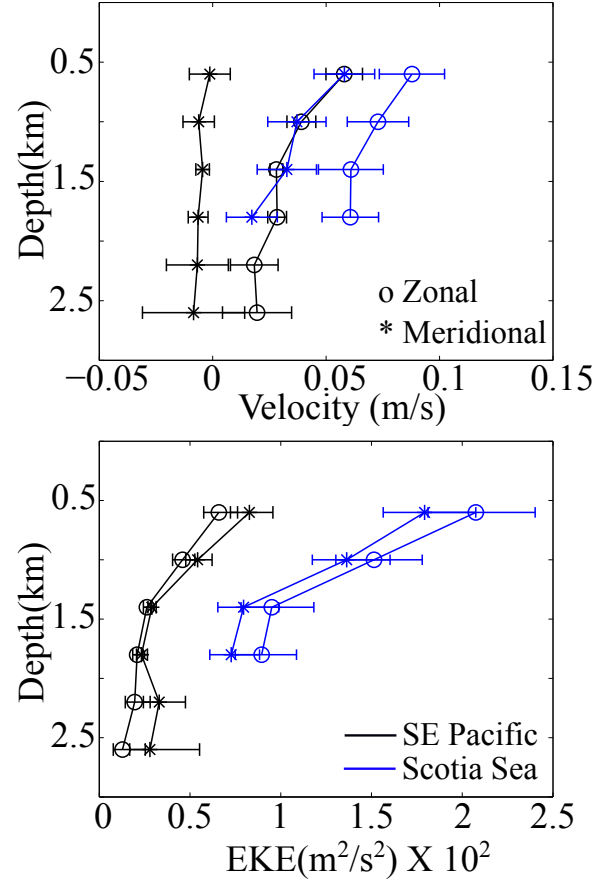 0.5
1.5
2.5
Depth(km)
o Zonal
* Meridional
−0.05 0 0.05 0.1 0.15
Velocity (m/s)
0.5
1.5
2.5
Depth(km)
SE Pacific
Scotia Sea
0 0.5 1 1.5 2 2.5
EKE(m²/s²) X 10²